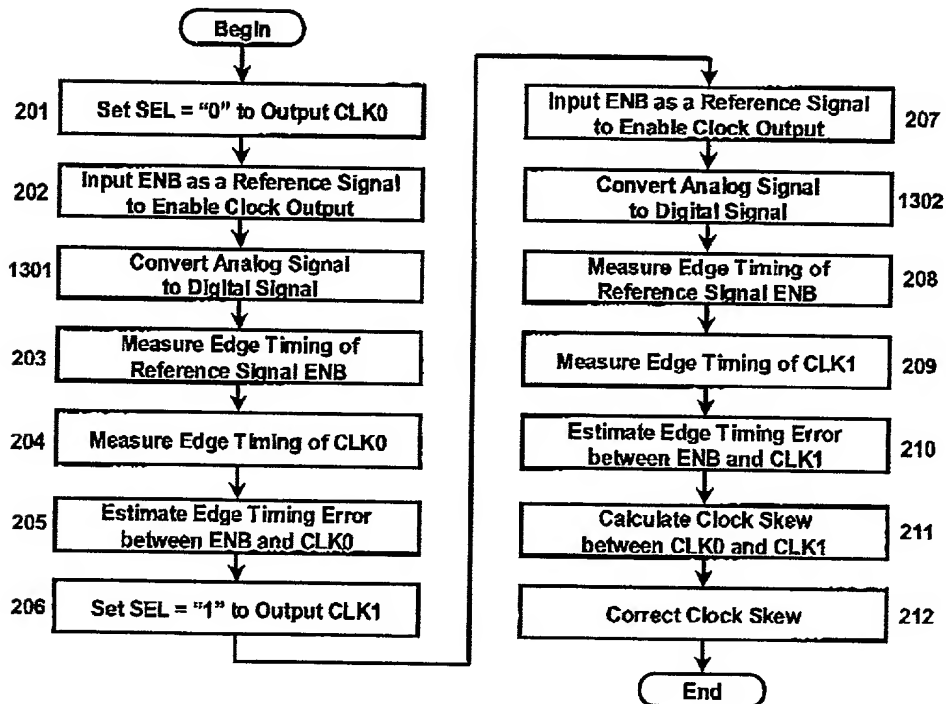 Begin
201
Set SEL = "0" to Output CLK0
202
Input ENB as a Reference Signal
to Enable Clock Output
1301
Convert Analog Signal
to Digital Signal
203
Measure Edge Timing of
Reference Signal ENB
204
Measure Edge Timing of CLK0
205
Estimate Edge Timing Error
between ENB and CLK0
206
Set SEL = "1" to Output CLK1
Input ENB as a Reference Signal
to Enable Clock Output
207
Convert Analog Signal
to Digital Signal
1302
Measure Edge Timing of
Reference Signal ENB
208
Measure Edge Timing of CLK1
209
Estimate Edge Timing Error
between ENB and CLK1
210
Calculate Clock Skew
between CLK0 and CLK1
211
Correct Clock Skew
212
End